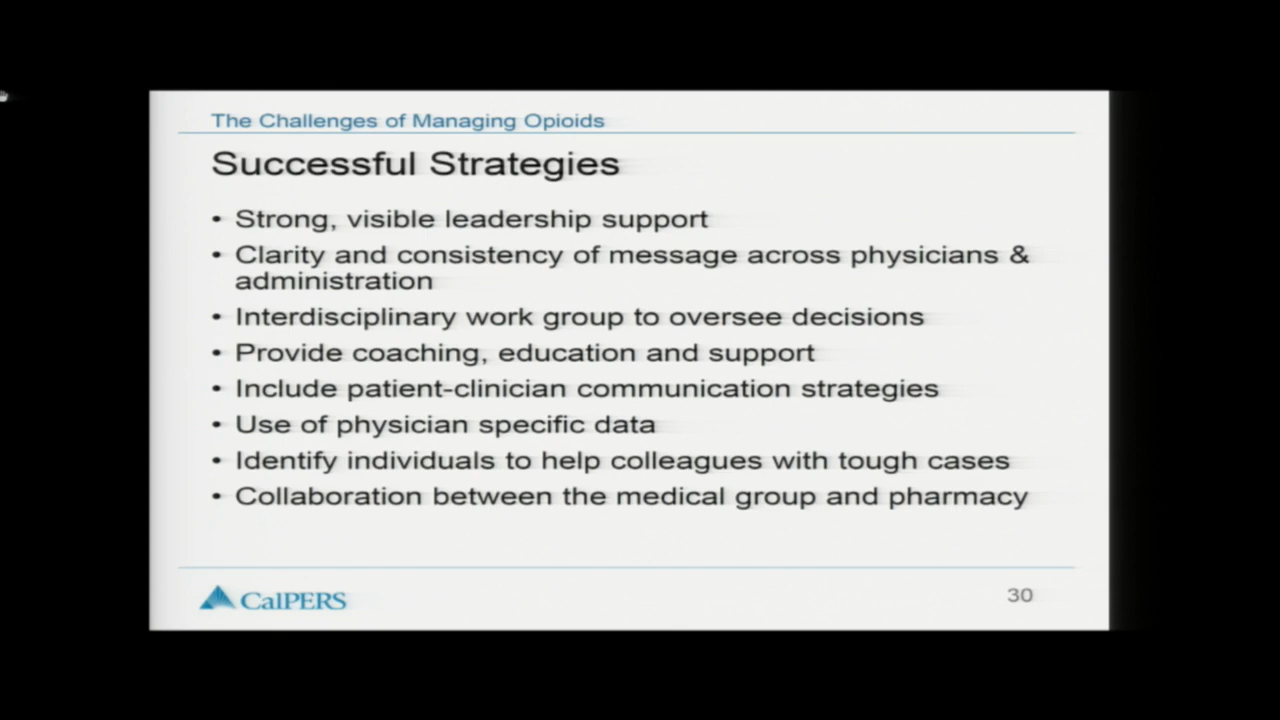 The Challenges of Managing Opioids
Successful Strategies
• Strong, visible leadership support
• Clarity and consistency of message across physicians &
administration
• Interdisciplinary work group to oversee decisions
• Provide coaching, education and support
• Include patient-clinician communication strategies
• Use of physician specific data
• Identify individuals to help colleagues with tough cases
• Collaboration between the medical group and pharmacy
CalPERS
30